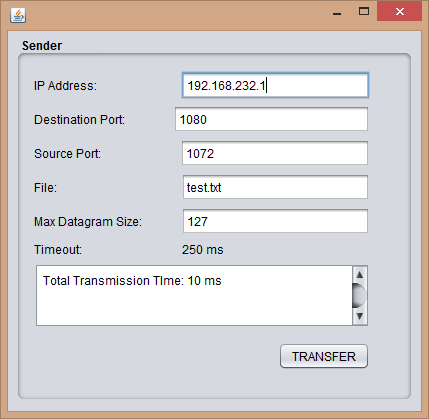 Sender
IP Address: 192.168.232.1
Destination Port: 1080
Source Port: 1072
File: test.txt
Max Datagram Size: 127
Timeout: 250 ms
Total Transmission TIme: 10 ms
TRANSFER